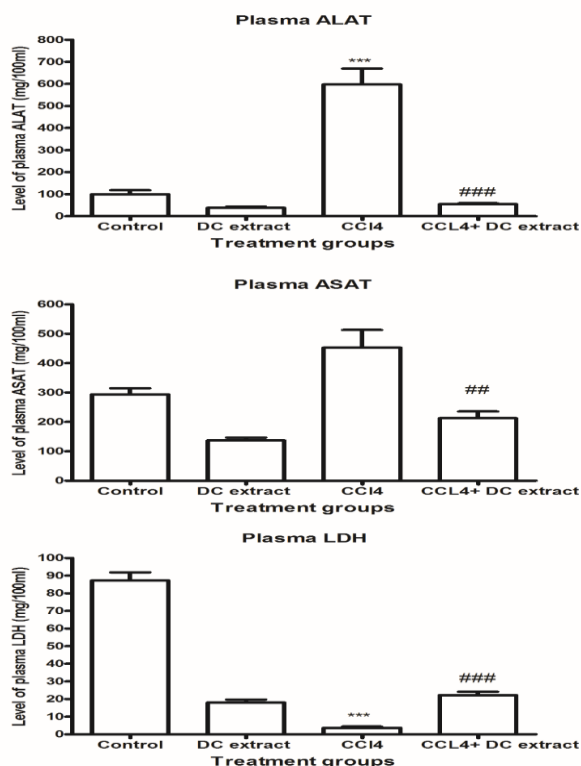 Plasma ALAT
Level of plasma ALAT (mg/100ml)
800
700
600
500
400
300
200
100
0
***
###
Control DC extract CCl4 CCL4+ DC extract
Treatment groups
Plasma ASAT
Level of plasma ASAT (mg/100ml)
600
500
400
300
200
100
0
##
Control DC extract CCl4 CCL4+ DC extract
Treatment groups
Plasma LDH
Level of plasma LDH (mg/100ml)
100
90
80
70
60
50
40
30
20
10
0
***
###
Control DC extract CCl4 CCL4+ DC extract
Treatment groups